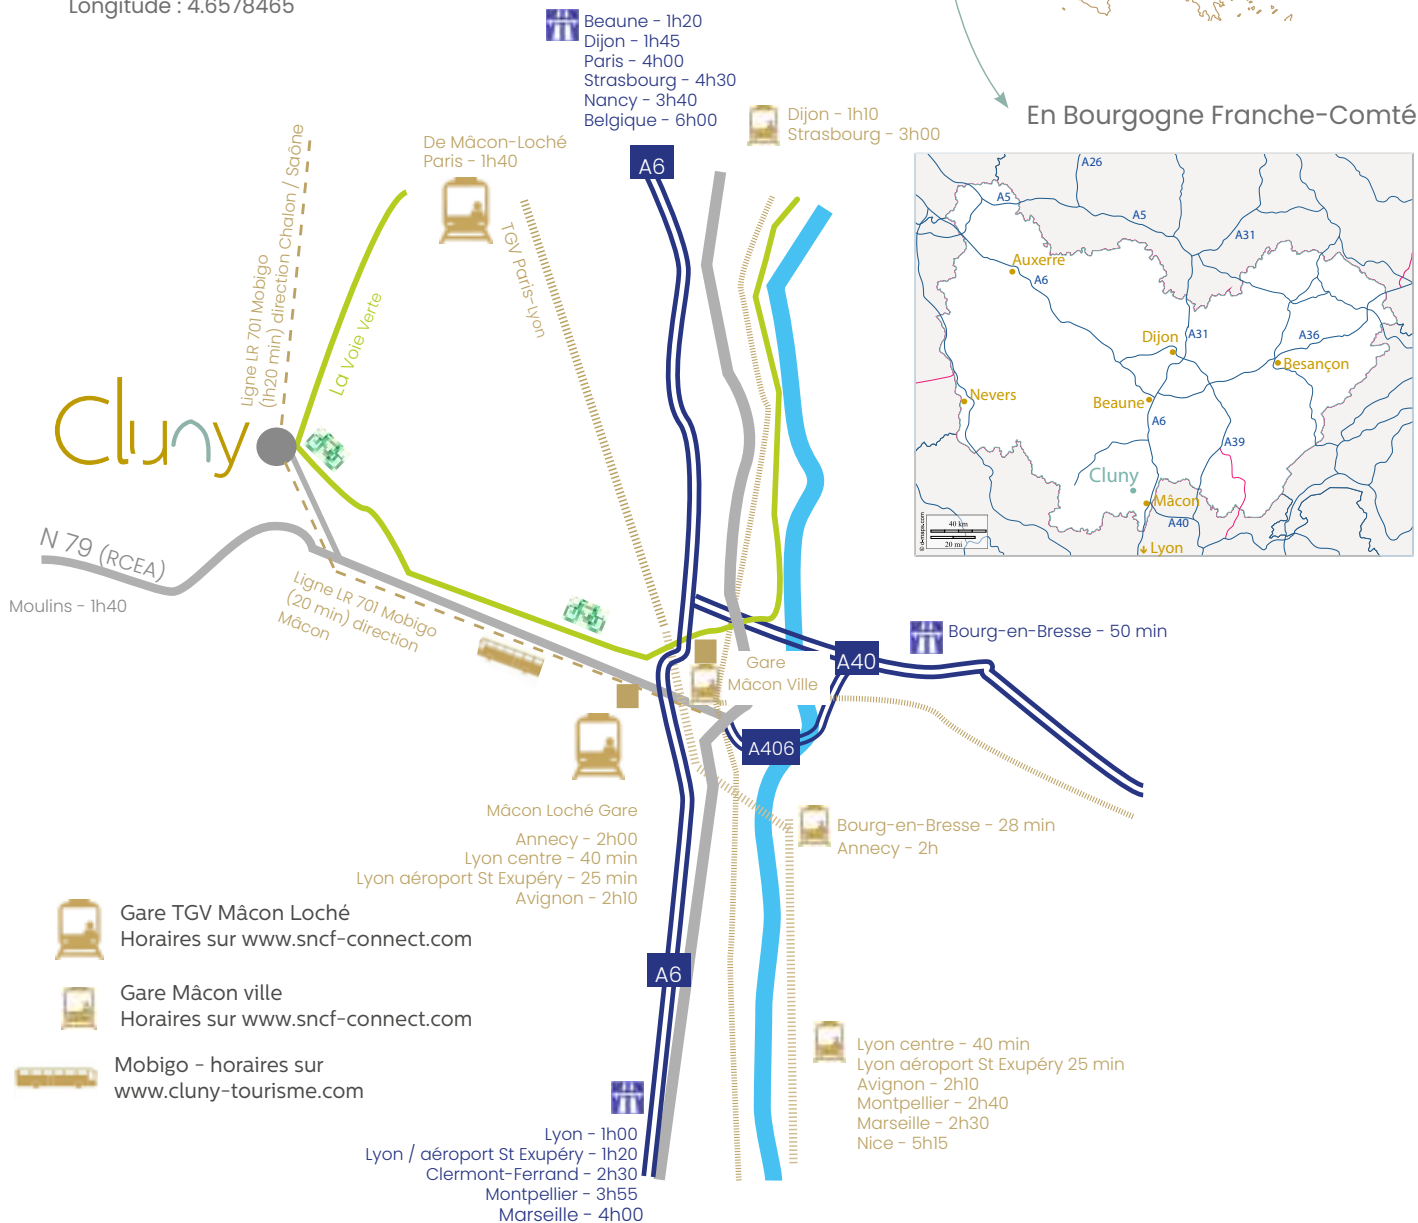 Longitude : 4.6578465
Beaune - 1h20
Dijon - 1h45
Paris - 4h00
Strasbourg - 4h30
Nancy - 3h40
Belgique - 6h00
Dijon - 1h10
Strasbourg - 3h00
En Bourgogne Franche-Comté
De Mâcon-Loché
Paris - 1h40
A6
TGV Paris-Lyon
Ligne LR 701 Mobigo
(1h20 min) direction Chalon / Saône
La Voie Verte
Cluny
N 79 (RCEA)
Moulins - 1h40
Ligne LR 701 Mobigo
(20 min) direction
Mâcon
A26
A5
A5
A31
Auxerre
A6
Dijon
A31
A36
Besançon
Nevers
Beaune
A6
A39
Cluny
Mâcon
A40
Lyon
40 km
20 mi
© d-maps.com
Bourg-en-Bresse - 50 min
Gare
Mâcon Ville
A40
A406
Mâcon Loché Gare
Annecy - 2h00
Lyon centre - 40 min
Lyon aéroport St Exupéry - 25 min
Avignon - 2h10
Bourg-en-Bresse - 28 min
Annecy - 2h
Gare TGV Mâcon Loché
Horaires sur www.sncf-connect.com
Gare Mâcon ville
Horaires sur www.sncf-connect.com
Mobigo - horaires sur
www.cluny-tourisme.com
A6
Lyon centre - 40 min
Lyon aéroport St Exupéry 25 min
Avignon - 2h10
Montpellier - 2h40
Marseille - 2h30
Nice - 5h15
Lyon - 1h00
Lyon / aéroport St Exupéry - 1h20
Clermont-Ferrand - 2h30
Montpellier - 3h55
Marseille - 4h00